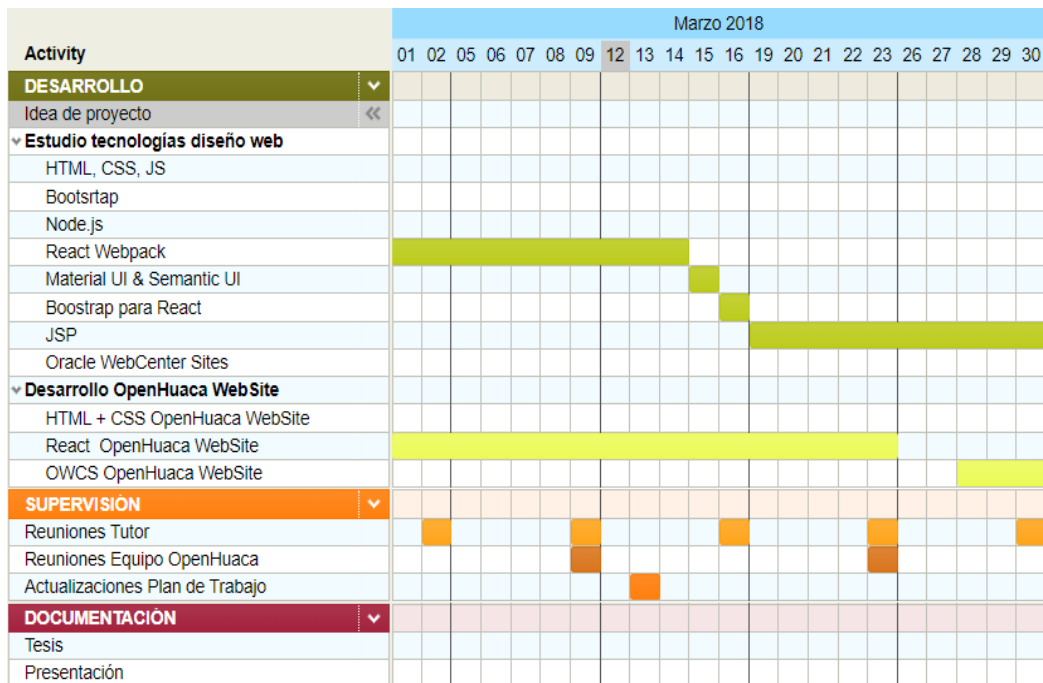 Marzo 2018
Activity 01 02 05 06 07 08 09 12 13 14 15 16 19 20 21 22 23 26 27 28 29 30
DESARROLLO
Idea de proyecto
Estudio tecnologías diseño web
HTML, CSS, JS
Bootsrtap
Node.js
React Webpack
Material UI & Semantic UI
Boostrap para React
JSP
Oracle WebCenter Sites
Desarrollo OpenHuaca WebSite
HTML + CSS OpenHuaca WebSite
React OpenHuaca WebSite
OWCS OpenHuaca WebSite
SUPERVISIÓN
Reuniones Tutor
Reuniones Equipo OpenHuaca
Actualizaciones Plan de Trabajo
DOCUMENTACIÓN
Tesis
Presentación